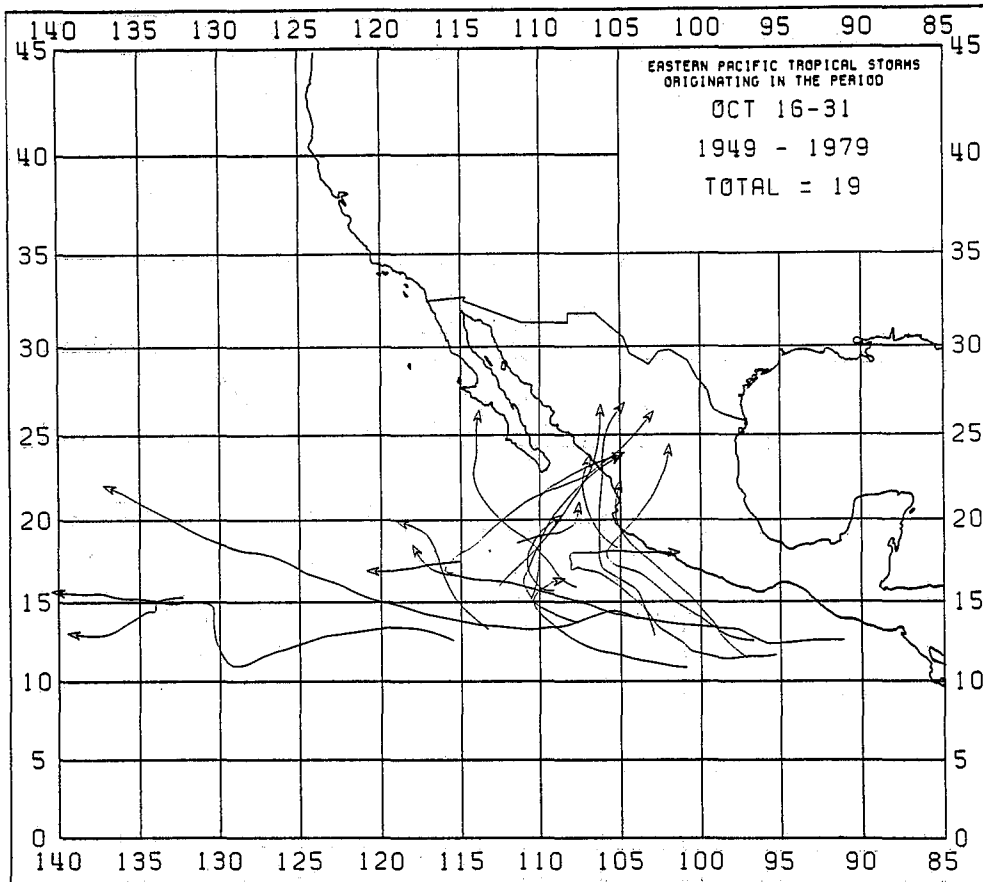 140 135 130 125 120 115 110 105 100 95 90 85
45 45
EASTERN PACIFIC TROPICAL STORMS
ORIGINATING IN THE PERIOD
OCT 16-31
1949 - 1979
TOTAL = 19
40 40
35 35
30 30
25 25
20 20
15 15
10 10
5 5
0 0
140 135 130 125 120 115 110 105 100 95 90 85